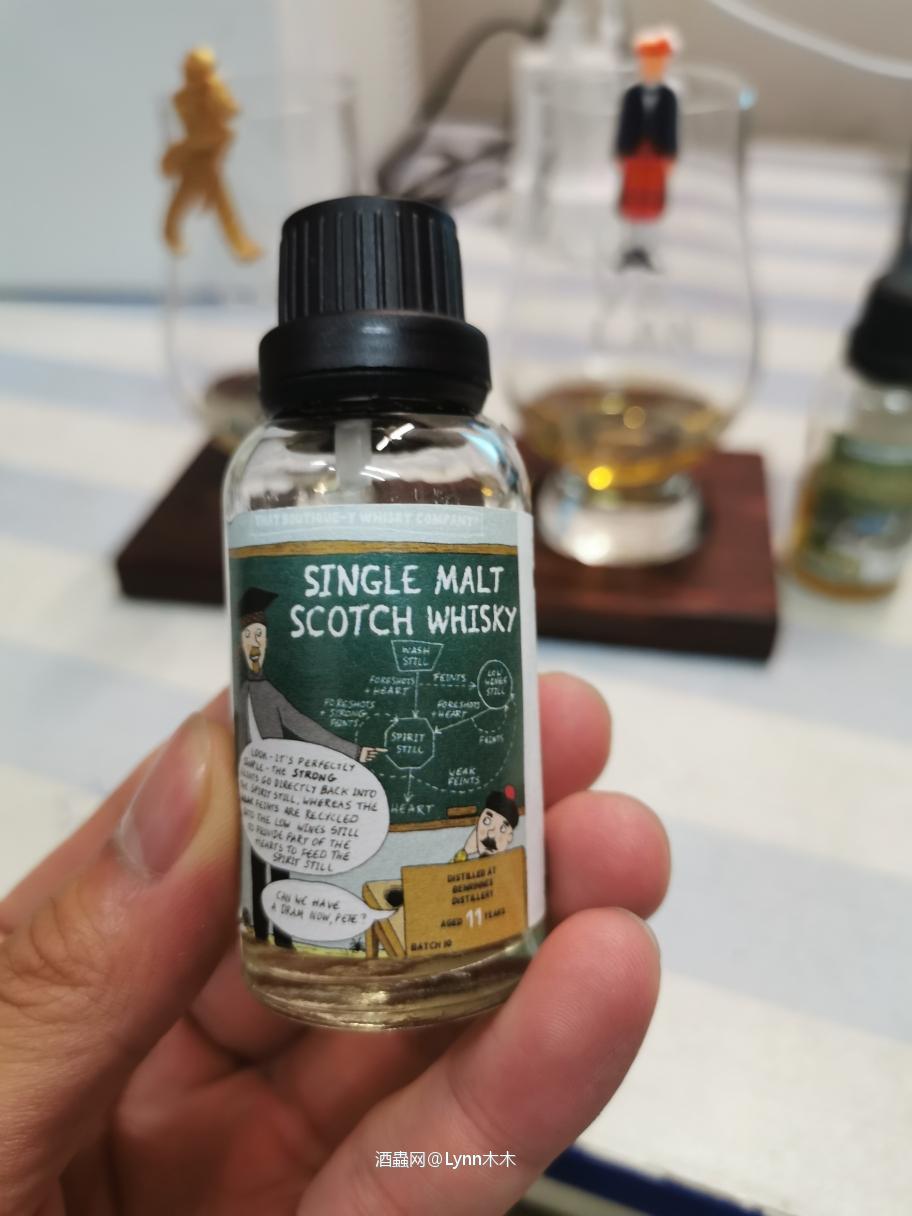 THAT BOUTIQUE-Y WHISKY COMPANY
SINGLE MALT
SCOTCH WHISKY
WASH
STILL
FORESHOTS
+ HEART
FEINTS
LOW
WINES
STILL
FORESHOTS
+ STRONG
FEINTS
FORESHOTS
+ HEART
SPIRIT
STILL
FEINTS
WEAK
FEINTS
HEART
LOOK - IT'S PERFECTLY
SIMPLE - THE STRONG
FEINTS GO DIRECTLY BACK INTO
THE SPIRIT STILL, WHEREAS THE
WEAK FEINTS ARE RECYCLED
INTO THE LOW WINES STILL
TO PROVIDE PART OF THE
HEARTS TO FEED THE
SPIRIT STILL
CAN WE HAVE
A DRAM NOW, PETE?
DISTILLED AT
BENRINNES
DISTILLERY
AGED 11 YEARS
BATCH 10
酒蟲网@Lynn木木